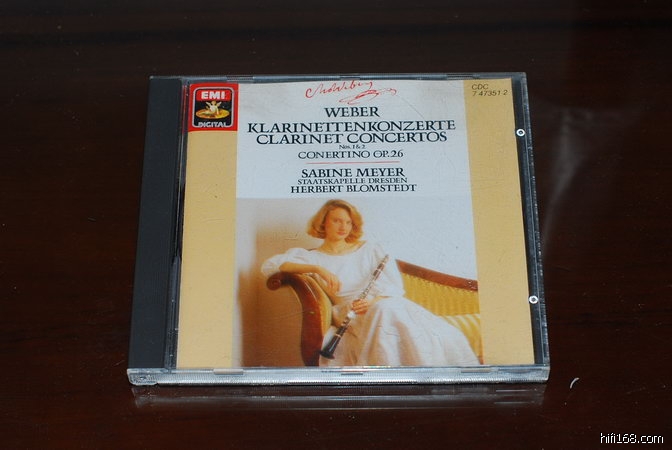 EMI
DIGITAL
CDC
7 47351 2
WEBER
KLARINETTENKONZERTE
CLARINET CONCERTOS
Nos. 1 & 2
CONERTINO OP.26
SABINE MEYER
STAATSKAPELLE DRESDEN
HERBERT BLOMSTEDT
hifi168.com